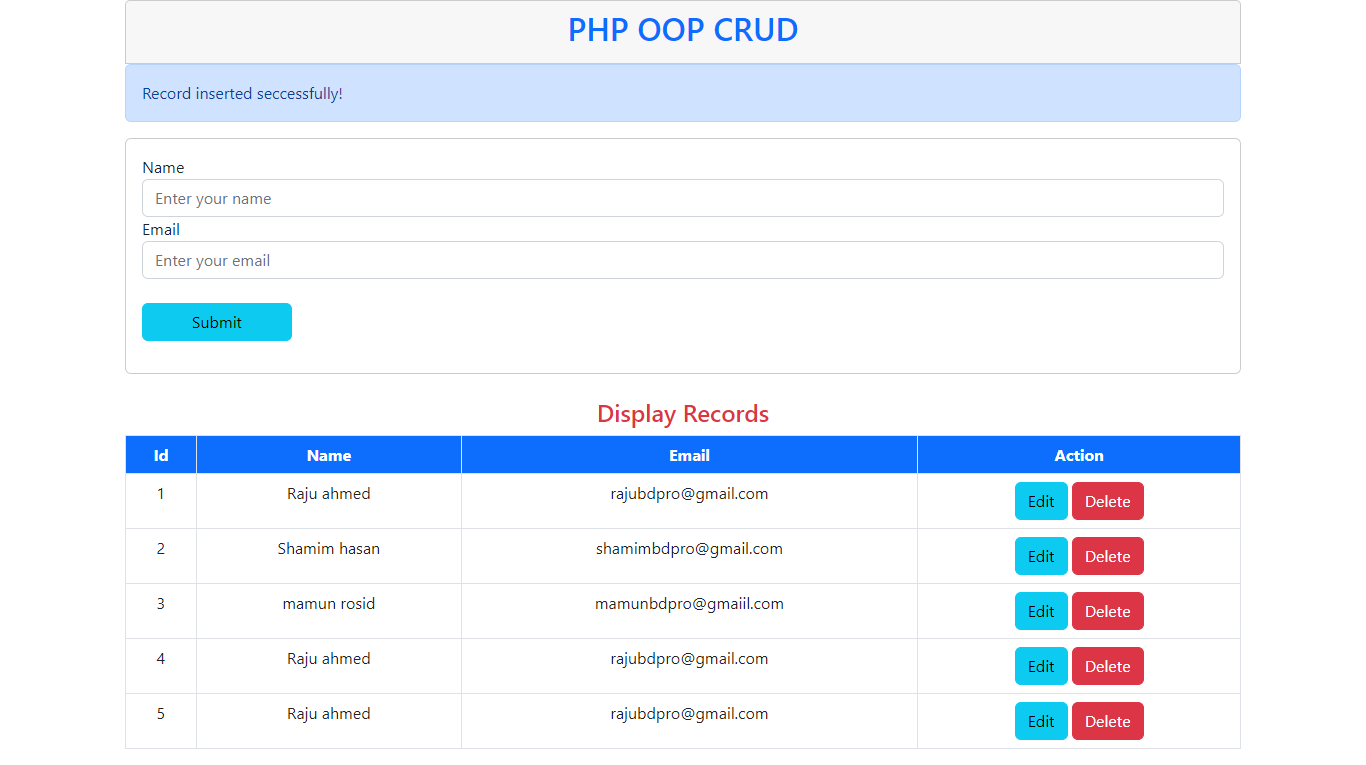 PHP OOP CRUD
Record inserted seccessfully!
Name
Enter your name
Email
Enter your email
Submit
Display Records
Id Name Email Action
1 Raju ahmed rajubdpro@gmail.com Edit Delete
2 Shamim hasan shamimbdpro@gmail.com Edit Delete
3 mamun rosid mamunbdpro@gmaiil.com Edit Delete
4 Raju ahmed rajubdpro@gmail.com Edit Delete
5 Raju ahmed rajubdpro@gmail.com Edit Delete